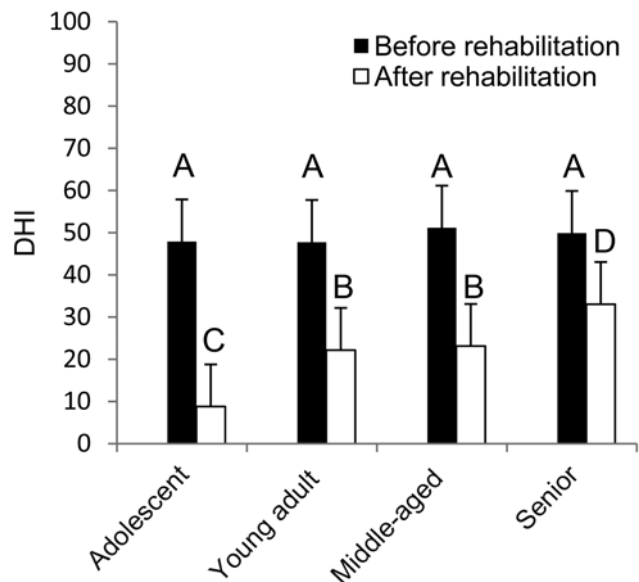 100
90
80
70
60
50
40
30
20
10
0
DHI
Before rehabilitation
After rehabilitation
A
A
A
A
C
B
B
D
Adolescent
Young adult
Middle-aged
Senior